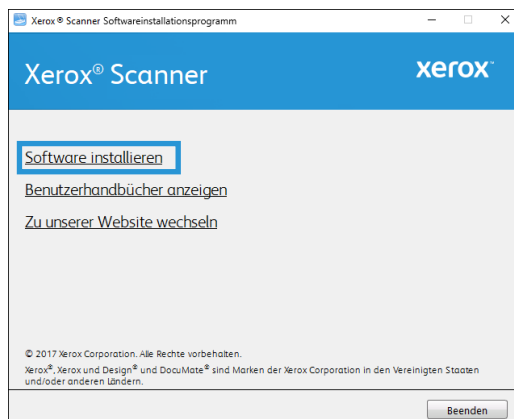 Xerox® Scanner Softwareinstallationsprogramm
Xerox® Scanner
xerox™
Software installieren
Benutzerhandbücher anzeigen
Zu unserer Website wechseln
© 2017 Xerox Corporation. Alle Rechte vorbehalten.
Xerox®, Xerox und Design® und DocuMate® sind Marken der Xerox Corporation in den Vereinigten Staaten
und/oder anderen Ländern.
Beenden